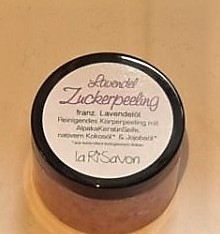 Lavendel
Zuckerpeeling
franz. Lavendelöl
Reinigendes Körperpeeling mit
AlpakaKeratinSeife,
nativem Kokosöl* & Jojobaöl*
la RiSavon